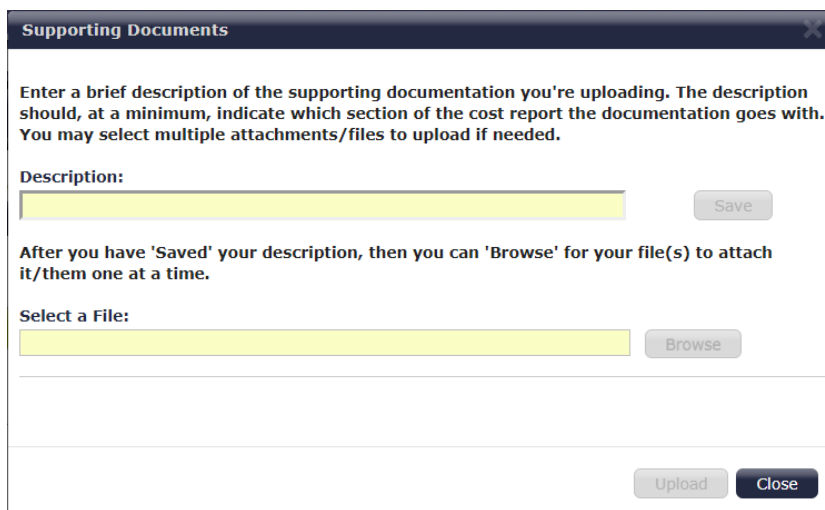 Supporting Documents
Enter a brief description of the supporting documentation you're uploading. The description
should, at a minimum, indicate which section of the cost report the documentation goes with.
You may select multiple attachments/files to upload if needed.
Description:
Save
After you have 'Saved' your description, then you can 'Browse' for your file(s) to attach
it/them one at a time.
Select a File:
Browse
Upload Close